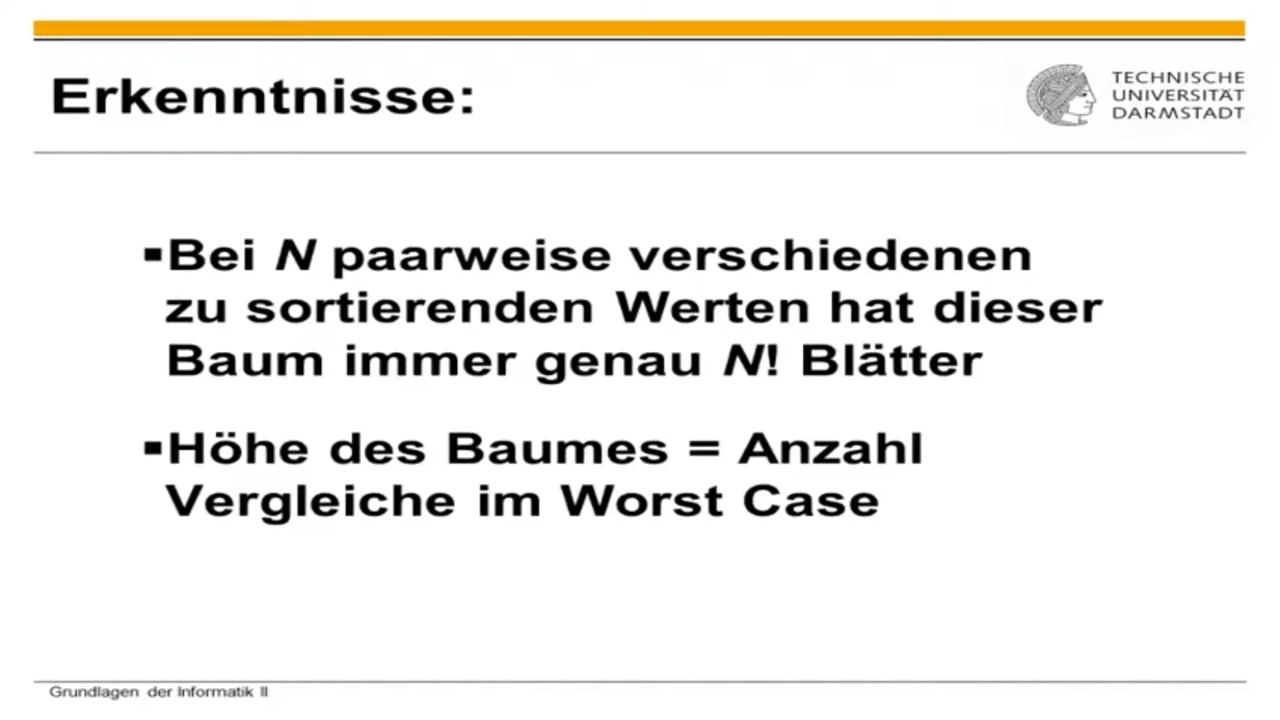 Erkenntnisse:
TECHNISCHE
UNIVERSITÄT
DARMSTADT
▪Bei N paarweise verschiedenen
zu sortierenden Werten hat dieser
Baum immer genau N! Blätter
▪Höhe des Baumes = Anzahl
Vergleiche im Worst Case
Grundlagen der Informatik II